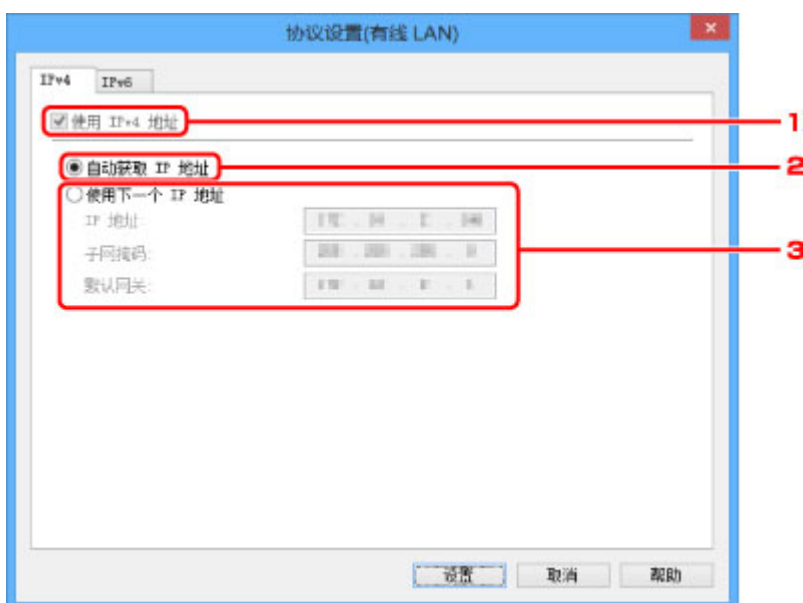 协议设置(有线 LAN)
IPv4 IPv6
使用 IPv4 地址
1
自动获取 IP 地址
2
使用下一个 IP 地址
IP 地址:
子网掩码:
3
默认网关:
设置 取消 帮助